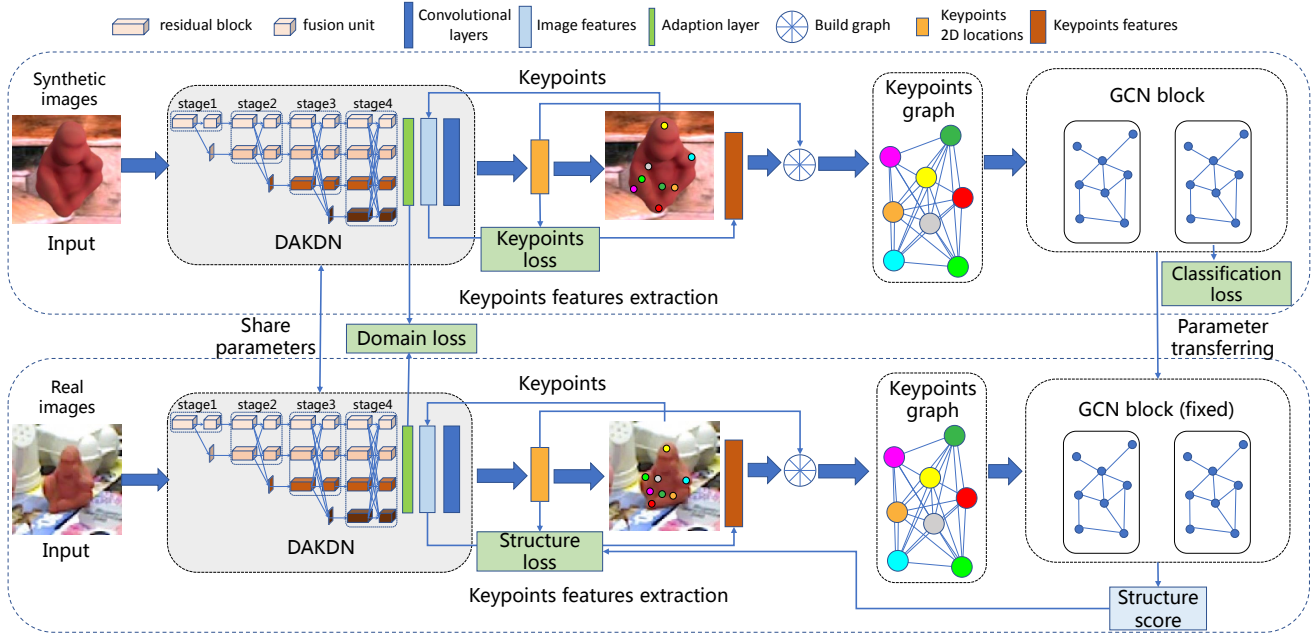 residual block
fusion unit
Convolutional
layers
Image features
Adaption layer
Build graph
Keypoints
2D locations
Keypoints features
Synthetic
images
Input
stage1
stage2
stage3
stage4
DAKDN
Keypoints
Keypoints
loss
Keypoints features extraction
Keypoints
graph
GCN block
Classification
loss
Share
parameters
Domain loss
Parameter
transferring
Real
images
Input
stage1
stage2
stage3
stage4
DAKDN
Keypoints
Structure
loss
Keypoints features extraction
Keypoints
graph
GCN block (fixed)
Structure
score